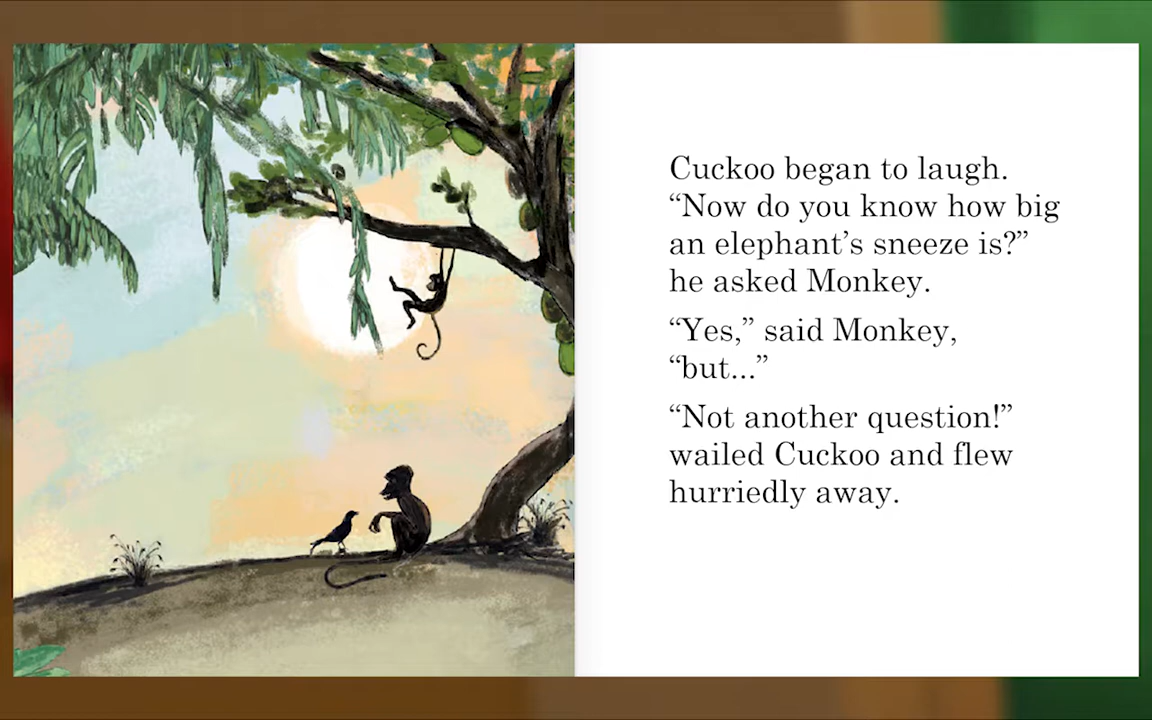 Cuckoo began to laugh.
“Now do you know how big
an elephant’s sneeze is?”
he asked Monkey.
“Yes,” said Monkey,
“but...”
“Not another question!”
wailed Cuckoo and flew
hurriedly away.